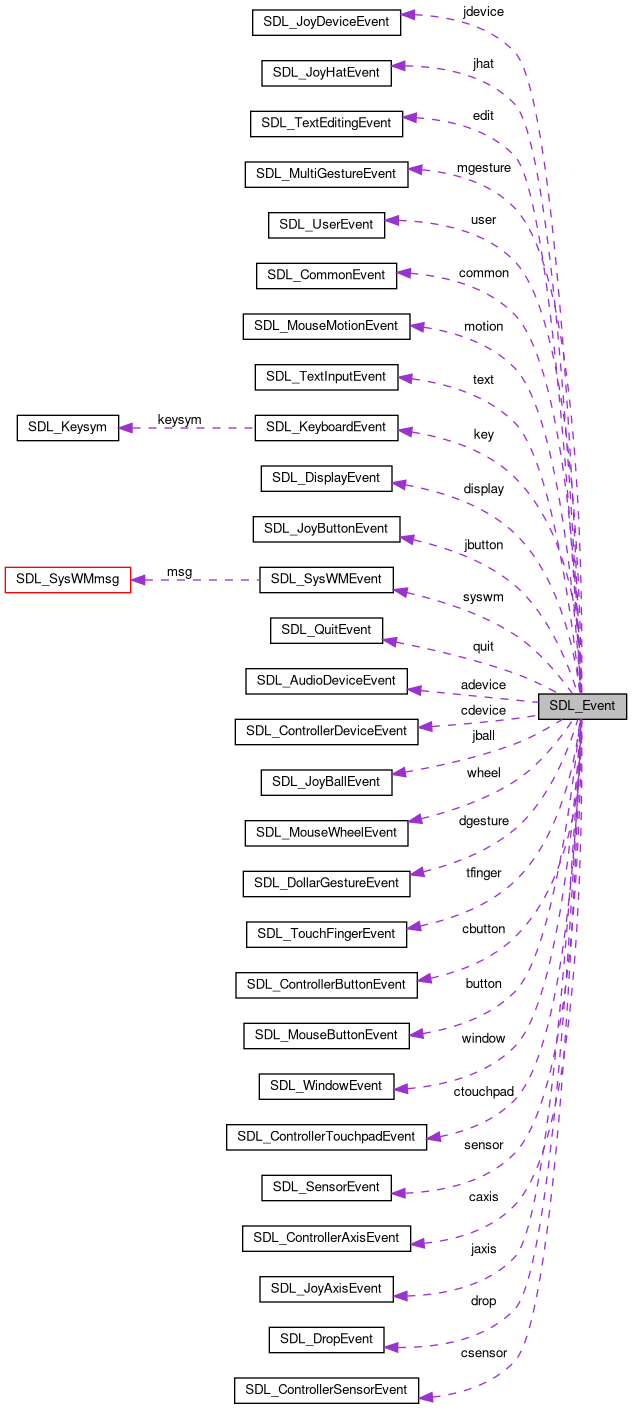 SDL_JoyDeviceEvent
jdevice
SDL_JoyHatEvent
jhat
SDL_TextEditingEvent
edit
SDL_MultiGestureEvent
mgesture
SDL_UserEvent
user
SDL_CommonEvent
common
SDL_MouseMotionEvent
motion
SDL_TextInputEvent
text
SDL_Keysym
keysym
SDL_KeyboardEvent
key
SDL_DisplayEvent
display
SDL_JoyButtonEvent
jbutton
SDL_SysWMmsg
msg
SDL_SysWMEvent
syswm
SDL_QuitEvent
quit
SDL_AudioDeviceEvent
adevice
SDL_Event
SDL_ControllerDeviceEvent
cdevice
SDL_JoyBallEvent
jball
SDL_MouseWheelEvent
wheel
SDL_DollarGestureEvent
dgesture
SDL_TouchFingerEvent
tfinger
SDL_ControllerButtonEvent
cbutton
SDL_MouseButtonEvent
button
SDL_WindowEvent
window
SDL_ControllerTouchpadEvent
ctouchpad
SDL_SensorEvent
sensor
SDL_ControllerAxisEvent
caxis
SDL_JoyAxisEvent
jaxis
SDL_DropEvent
drop
SDL_ControllerSensorEvent
csensor